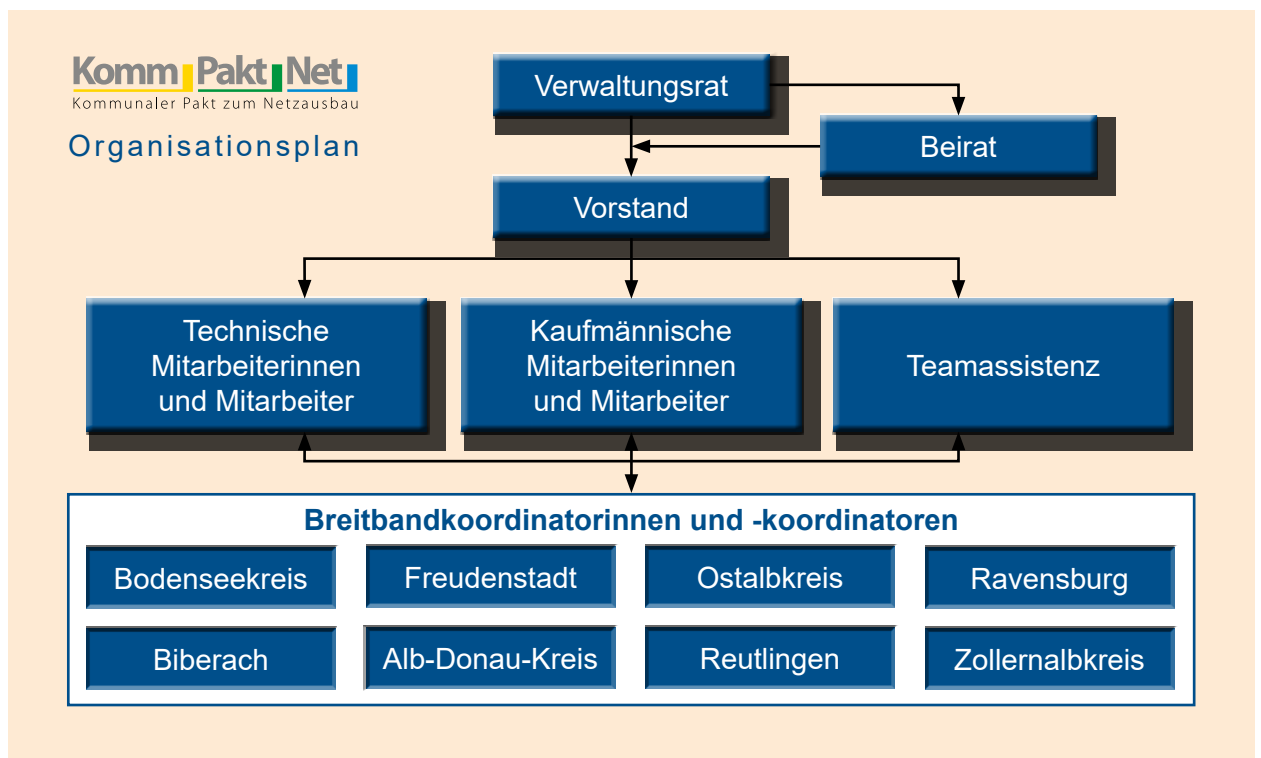 Komm Pakt Net
Kommunaler Pakt zum Netzausbau
Organisationsplan
Verwaltungsrat
Beirat
Vorstand
Technische
Mitarbeiterinnen
und Mitarbeiter
Kaufmännische
Mitarbeiterinnen
und Mitarbeiter
Teamassistenz
Breitbandkoordinatorinnen und -koordinatoren
Bodenseekreis
Freudenstadt
Ostalbkreis
Ravensburg
Biberach
Alb-Donau-Kreis
Reutlingen
Zollernalbkreis